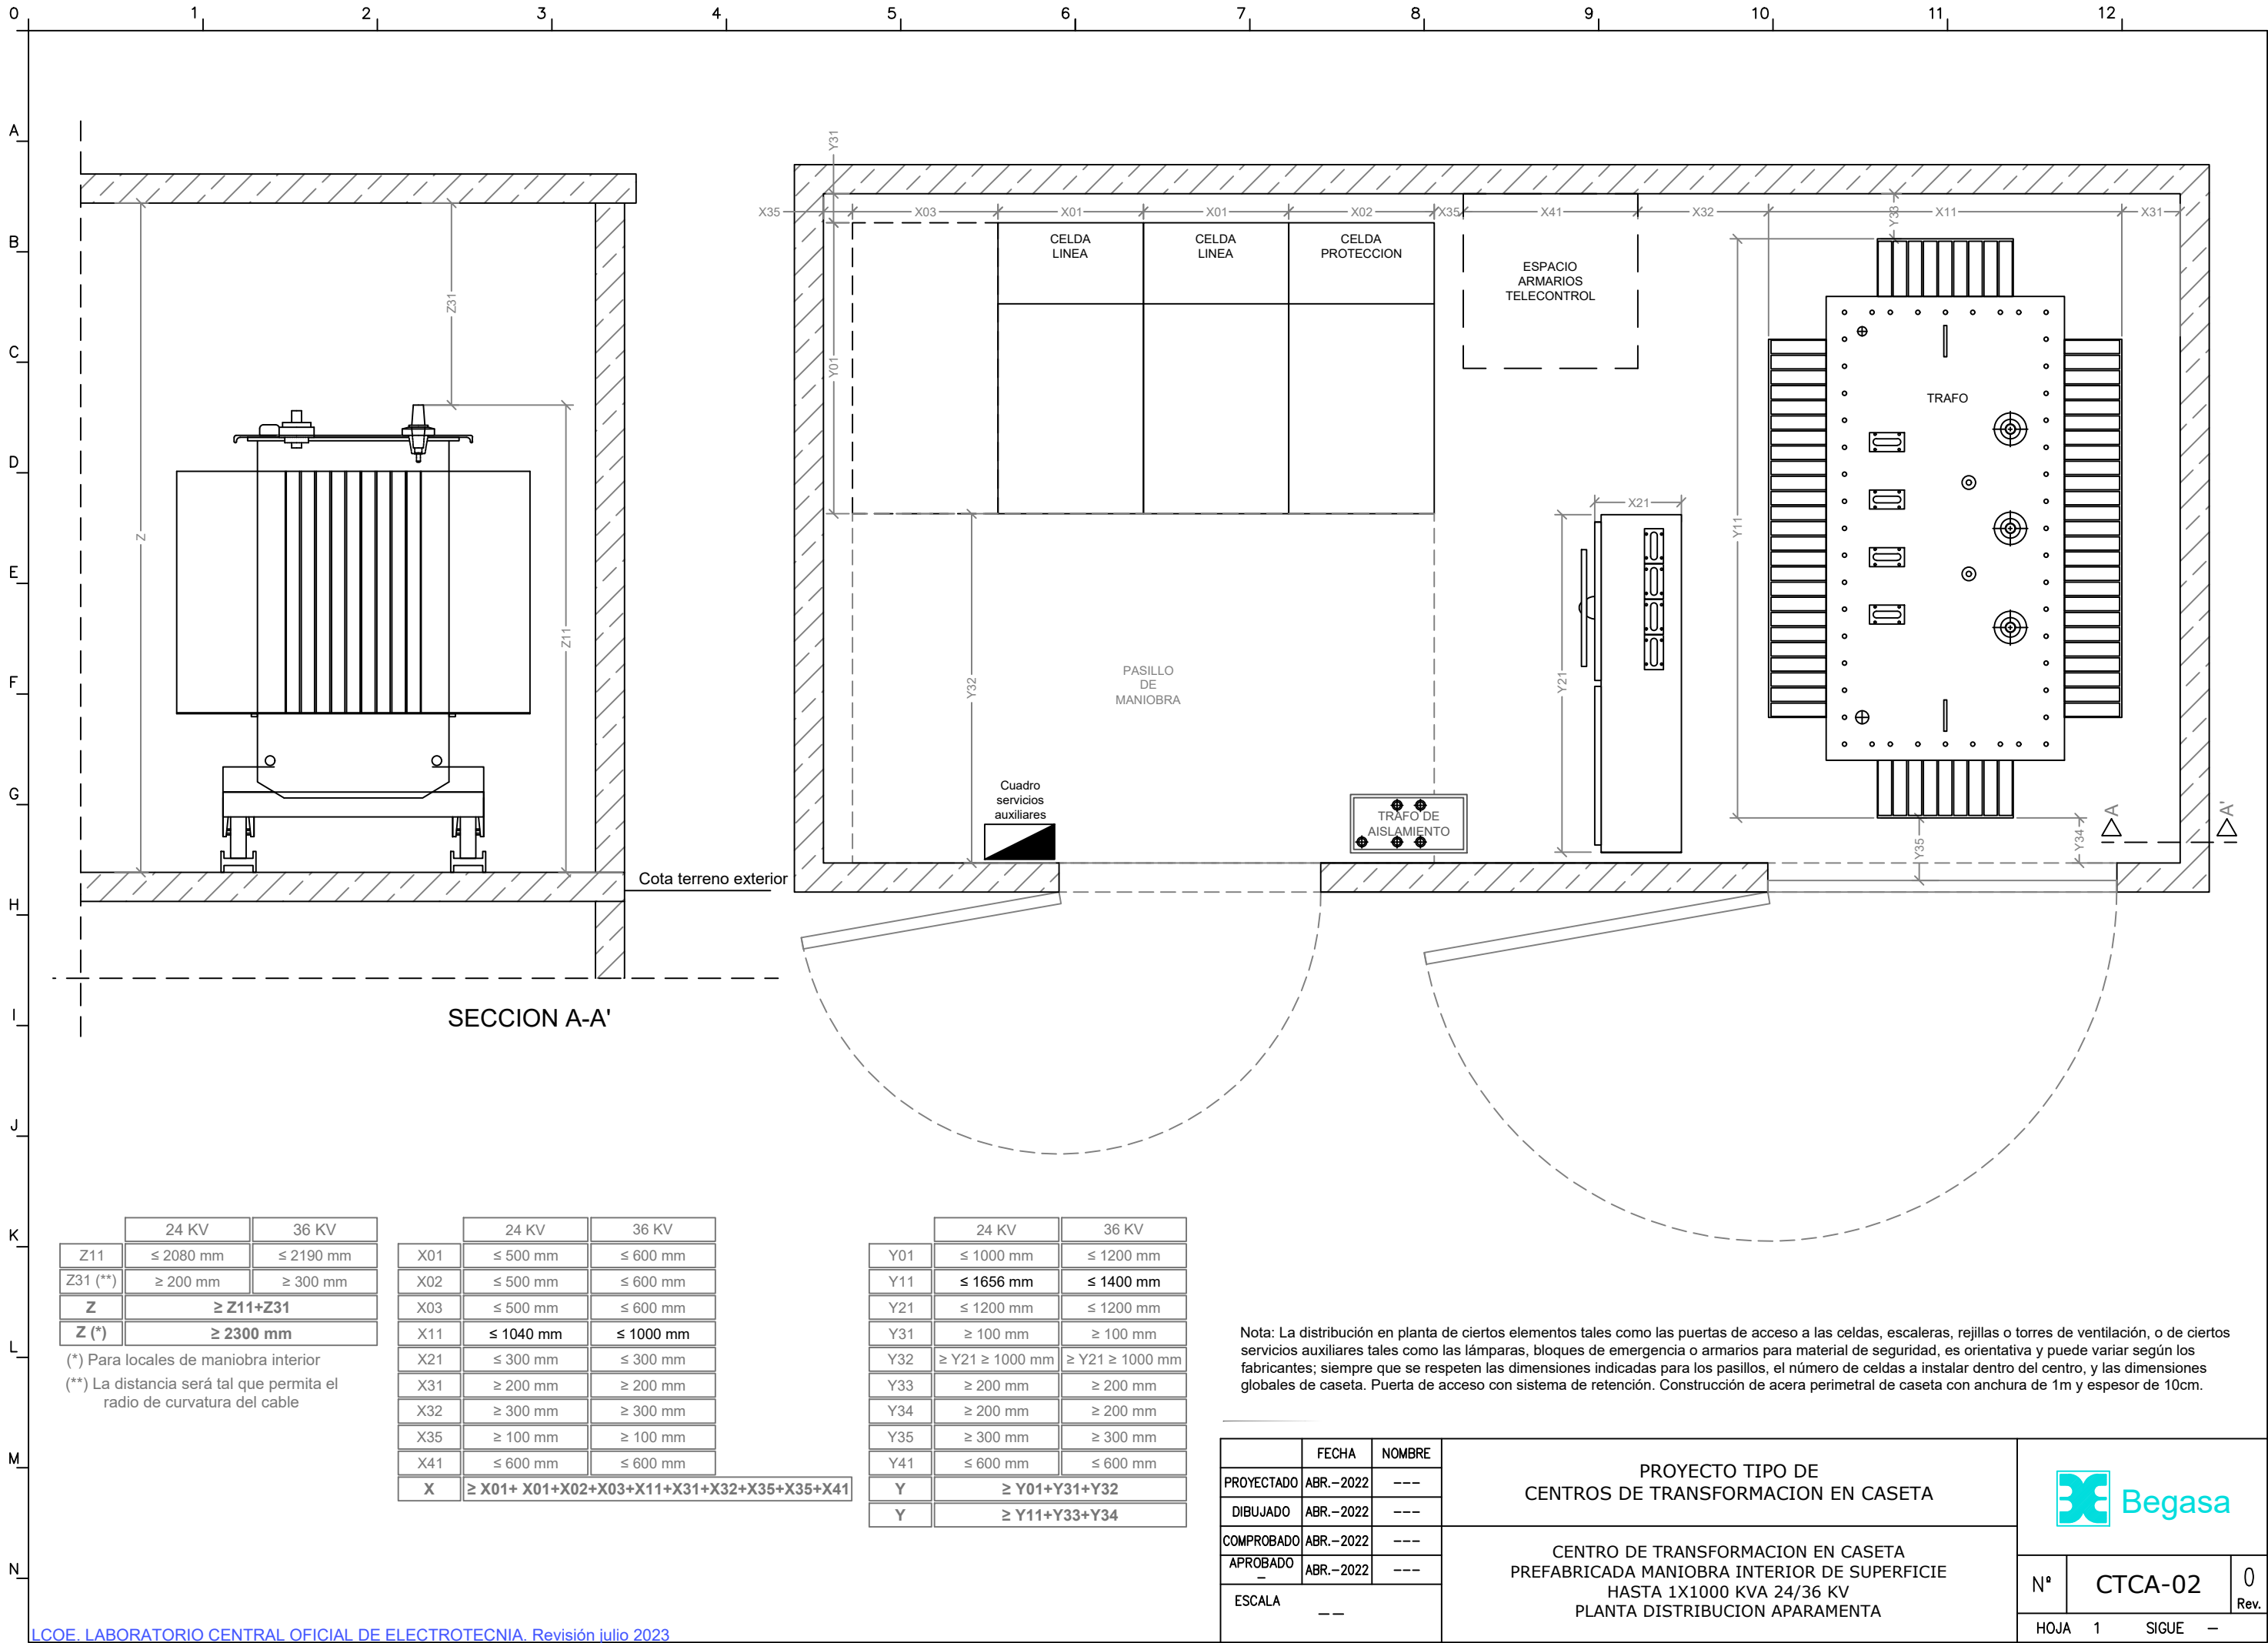 0 1 2 3 4 5 6 7 8 9 10 11 12
A
B
C
D
E
F
G
H
I
J
K
L
M
N
Z
Z31
Z11
Cota terreno exterior
SECCION A-A'
Y31
X35 X03 X01 X01 X02 X35 X41 X32 X11 X31
Y33
CELDA
LINEA
CELDA
LINEA
CELDA
PROTECCION
ESPACIO
ARMARIOS
TELECONTROL
TRAFO
Y01
Y11
X21
Y21
Y32
PASILLO
DE
MANIOBRA
Cuadro
servicios
auxiliares
TRAFO DE
AISLAMIENTO
Y35
Y34
A
A'
24 KV 36 KV
Z11 ≤ 2080 mm ≤ 2190 mm
Z31 (**) ≥ 200 mm ≥ 300 mm
Z ≥ Z11+Z31
Z (*) ≥ 2300 mm
(*) Para locales de maniobra interior
(**) La distancia será tal que permita el
radio de curvatura del cable
24 KV 36 KV
X01 ≤ 500 mm ≤ 600 mm
X02 ≤ 500 mm ≤ 600 mm
X03 ≤ 500 mm ≤ 600 mm
X11 ≤ 1040 mm ≤ 1000 mm
X21 ≤ 300 mm ≤ 300 mm
X31 ≥ 200 mm ≥ 200 mm
X32 ≥ 300 mm ≥ 300 mm
X35 ≥ 100 mm ≥ 100 mm
X41 ≤ 600 mm ≤ 600 mm
X ≥ X01+ X01+X02+X03+X11+X31+X32+X35+X35+X41
24 KV 36 KV
Y01 ≤ 1000 mm ≤ 1200 mm
Y11 ≤ 1656 mm ≤ 1400 mm
Y21 ≤ 1200 mm ≤ 1200 mm
Y31 ≥ 100 mm ≥ 100 mm
Y32 ≥ Y21 ≥ 1000 mm ≥ Y21 ≥ 1000 mm
Y33 ≥ 200 mm ≥ 200 mm
Y34 ≥ 200 mm ≥ 200 mm
Y35 ≥ 300 mm ≥ 300 mm
Y41 ≤ 600 mm ≤ 600 mm
Y ≥ Y01+Y31+Y32
Y ≥ Y11+Y33+Y34
Nota: La distribución en planta de ciertos elementos tales como las puertas de acceso a las celdas, escaleras, rejillas o torres de ventilación, o de ciertos
servicios auxiliares tales como las lámparas, bloques de emergencia o armarios para material de seguridad, es orientativa y puede variar según los
fabricantes; siempre que se respeten las dimensiones indicadas para los pasillos, el número de celdas a instalar dentro del centro, y las dimensiones
globales de caseta. Puerta de acceso con sistema de retención. Construcción de acera perimetral de caseta con anchura de 1m y espesor de 10cm.
FECHA NOMBRE
PROYECTADO ABR.-2022 ---
DIBUJADO ABR.-2022 ---
COMPROBADO ABR.-2022 ---
APROBADO – ABR.-2022 ---
ESCALA --
PROYECTO TIPO DE
CENTROS DE TRANSFORMACION EN CASETA
CENTRO DE TRANSFORMACION EN CASETA
PREFABRICADA MANIOBRA INTERIOR DE SUPERFICIE
HASTA 1X1000 KVA 24/36 KV
PLANTA DISTRIBUCION APARAMENTA
Begasa
Nº CTCA-02 0 Rev.
HOJA 1 SIGUE –
LCOE. LABORATORIO CENTRAL OFICIAL DE ELECTROTECNIA. Revisión julio 2023